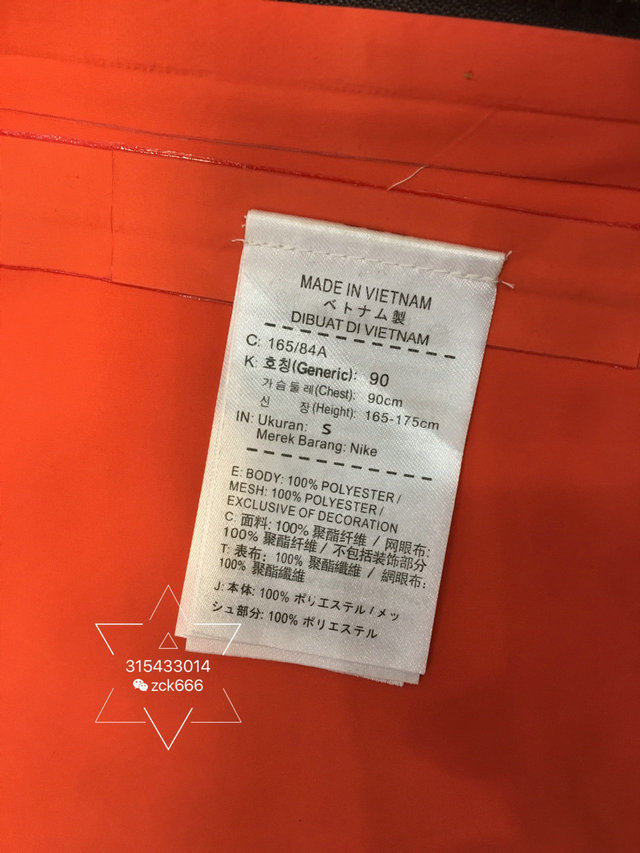 MADE IN VIETNAM
ベトナム製
DIBUAT DI VIETNAM
C: 165/84A
K: 호칭(Generic): 90
가슴둘레(Chest): 90cm
신 장(Height): 165-175cm
IN: Ukuran: S
Merek Barang: Nike
E: BODY: 100% POLYESTER /
MESH: 100% POLYESTER /
EXCLUSIVE OF DECORATION
C: 面料: 100% 聚酯纤维 / 网眼布:
100% 聚酯纤维 / 不包括装饰部分
T: 表布: 100% 聚酯纖維 / 網眼布:
100% 聚酯纖維
J: 本体: 100% ポリエステル / メッ
シュ部分: 100% ポリエステル
315433014
zck666